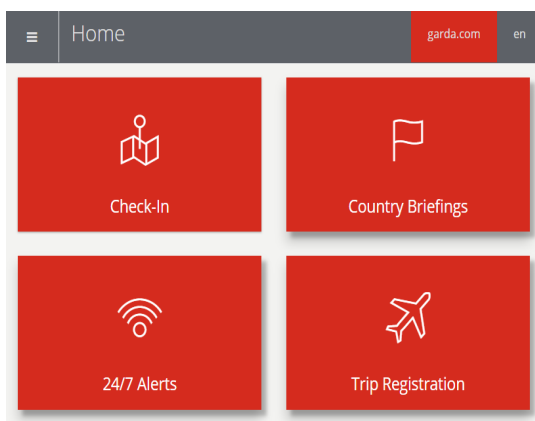 Home
garda.com
en
Check-In
Country Briefings
24/7 Alerts
Trip Registration